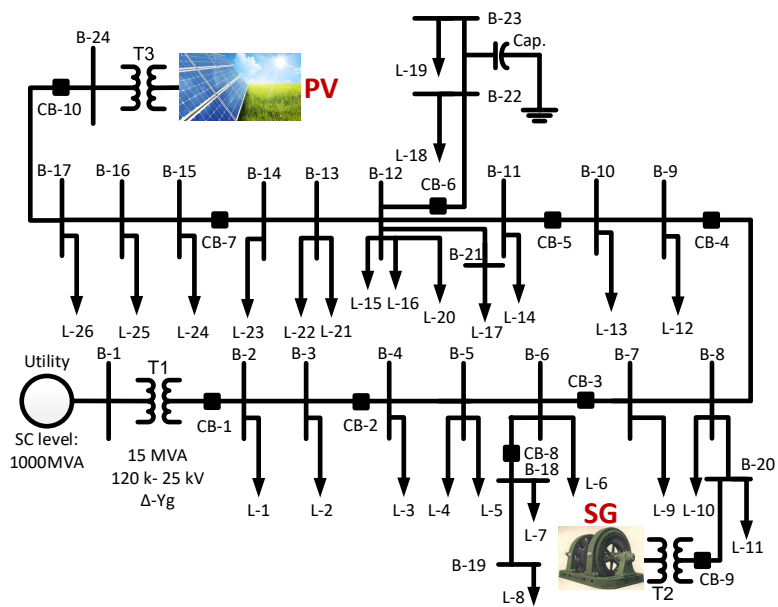 B-23
B-24
Cap.
T3
L-19
PV
B-22
CB-10
L-18
B-17
B-16
B-15
B-14
B-13
B-12
CB-6
B-11
B-10
B-9
CB-7
CB-5
CB-4
B-21
L-15
L-16
L-26
L-25
L-24
L-23
L-22
L-21
L-20
L-17
L-14
L-13
L-12
Utility
B-1
T1
B-2
B-3
B-4
B-5
B-6
CB-3
B-7
B-8
SC level:
1000MVA
CB-1
CB-2
15 MVA
120 k- 25 kV
Δ-Yg
CB-8
B-18
L-6
B-20
L-1
L-2
L-3
L-4
L-5
L-7
SG
L-9
L-10
L-11
B-19
L-8
T2
CB-9